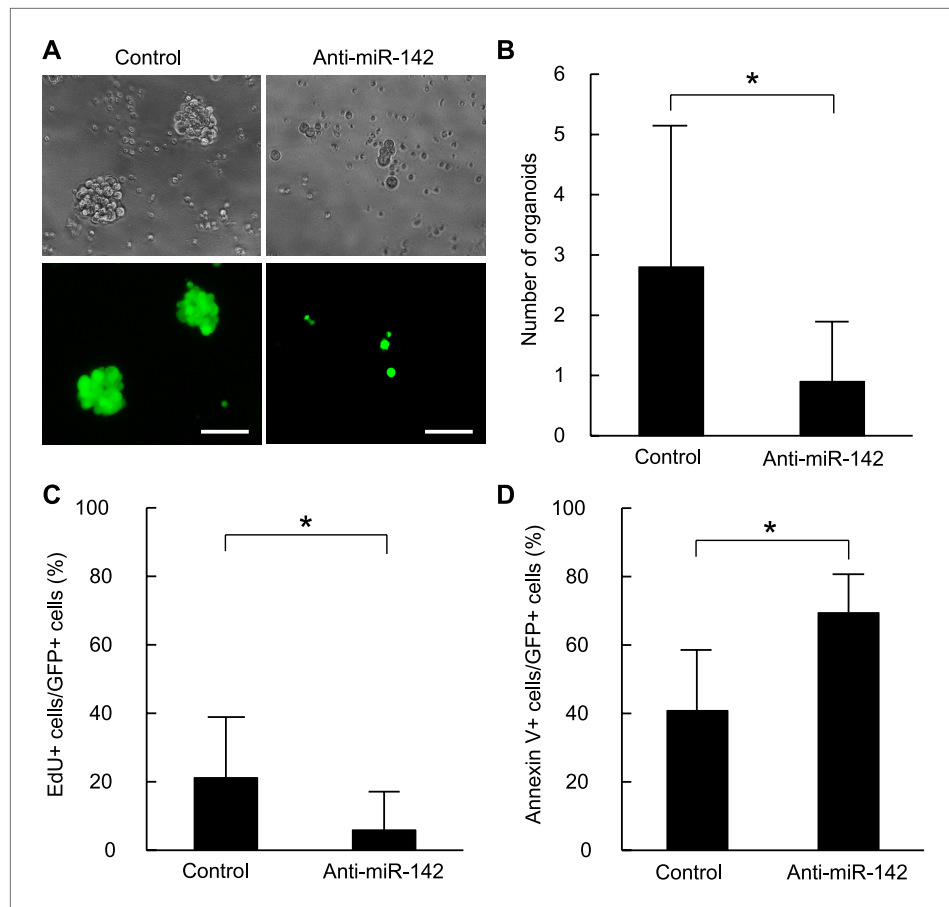 A
Control
Anti-miR-142
B
Number of organoids
6
5
4
3
2
1
0
*
Control
Anti-miR-142
C
EdU+ cells/GFP+ cells (%)
100
80
60
40
20
0
*
Control
Anti-miR-142
D
Annexin V+ cells/GFP+ cells (%)
100
80
60
40
20
0
*
Control
Anti-miR-142